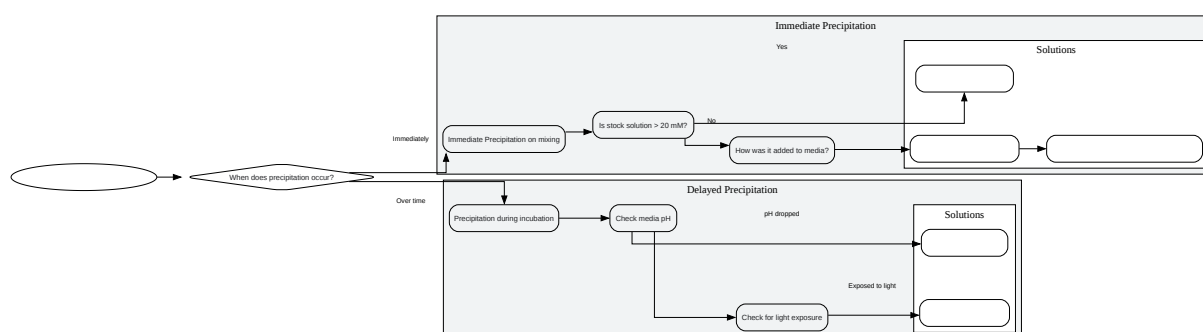 Immediate Precipitation
Yes
Solutions
Is stock solution > 20 mM?
No
Immediately
Immediate Precipitation on mixing
How was it added to media?
When does precipitation occur?
Delayed Precipitation
Over time
Precipitation during incubation
Check media pH
pH dropped
Solutions
Exposed to light
Check for light exposure